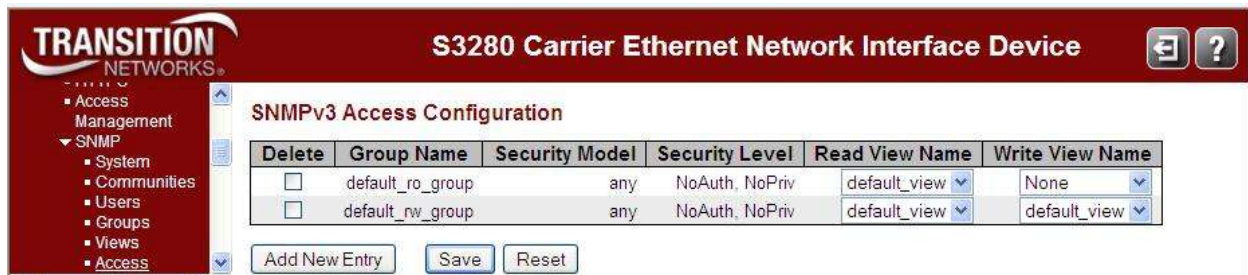 TRANSITION
NETWORKS®
S3280 Carrier Ethernet Network Interface Device
?
Access
Management
SNMP
System
Communities
Users
Groups
Views
Access
SNMPv3 Access Configuration
Delete Group Name Security Model Security Level Read View Name Write View Name
default_ro_group any NoAuth, NoPriv default_view None
default_rw_group any NoAuth, NoPriv default_view default_view
Add New Entry Save Reset